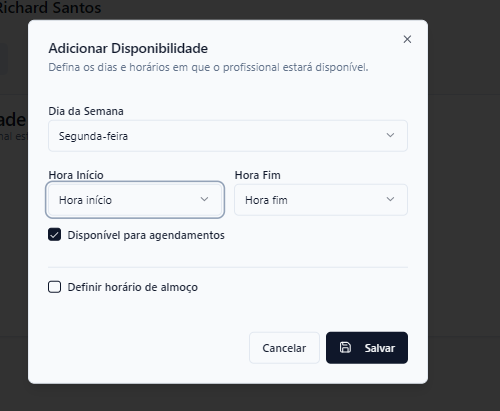 Richard Santos
Adicionar Disponibilidade
Defina os dias e horários em que o profissional estará disponível.
ade
nal est
Dia da Semana
Segunda-feira
Hora Início Hora Fim
Hora início Hora fim
Disponível para agendamentos
Definir horário de almoço
Cancelar Salvar